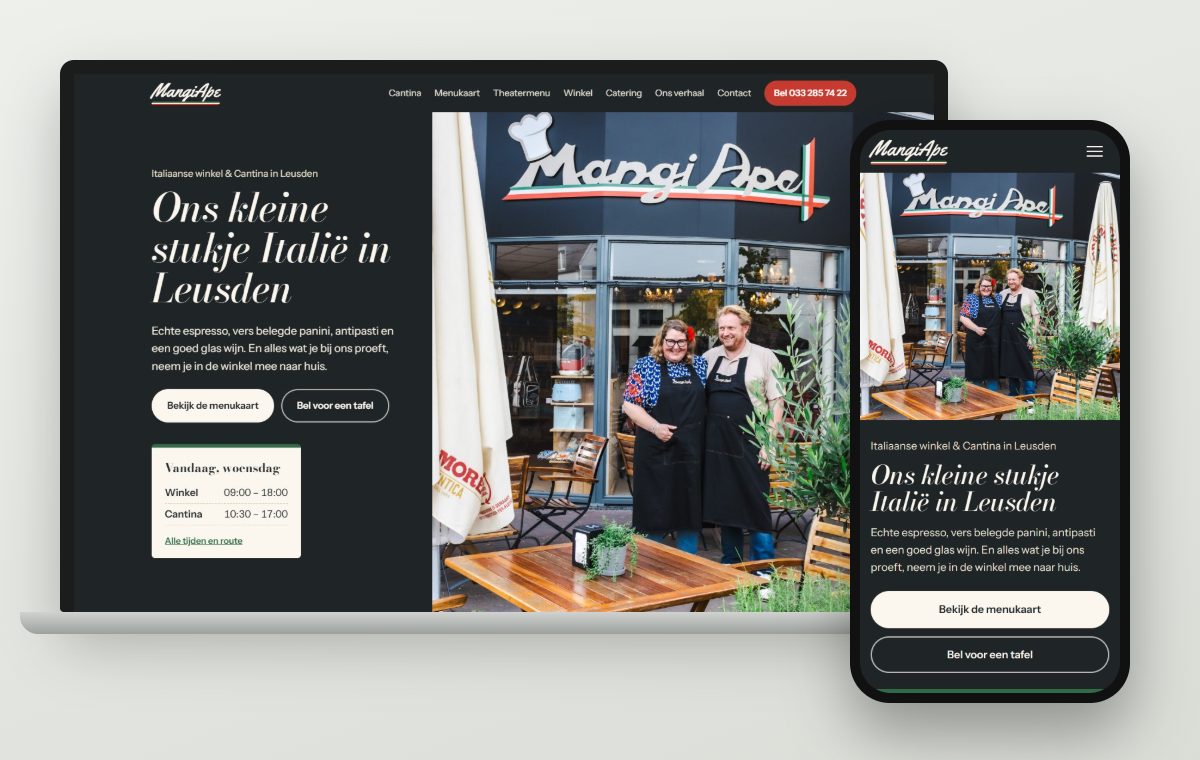 MangiApe
Cantina Menukaart Theatermenu Winkel Catering Ons verhaal Contact Bel 033 285 74 22
Italiaanse winkel & Cantina in Leusden
Ons kleine
stukje Italië in
Leusden
Echte espresso, vers belegde panini, antipasti en
een goed glas wijn. En alles wat je bij ons proeft,
neem je in de winkel mee naar huis.
Bekijk de menukaart
Bel voor een tafel
Vandaag, woensdag
Winkel 09:00 – 18:00
Cantina 10:30 – 17:00
Alle tijden en route
Mangi Ape
MangiApe
Mangi Ape
Italiaanse winkel & Cantina in Leusden
Ons kleine stukje
Italië in Leusden
Echte espresso, vers belegde panini, antipasti
en een goed glas wijn. En alles wat je bij ons
proeft, neem je in de winkel mee naar huis.
Bekijk de menukaart
Bel voor een tafel